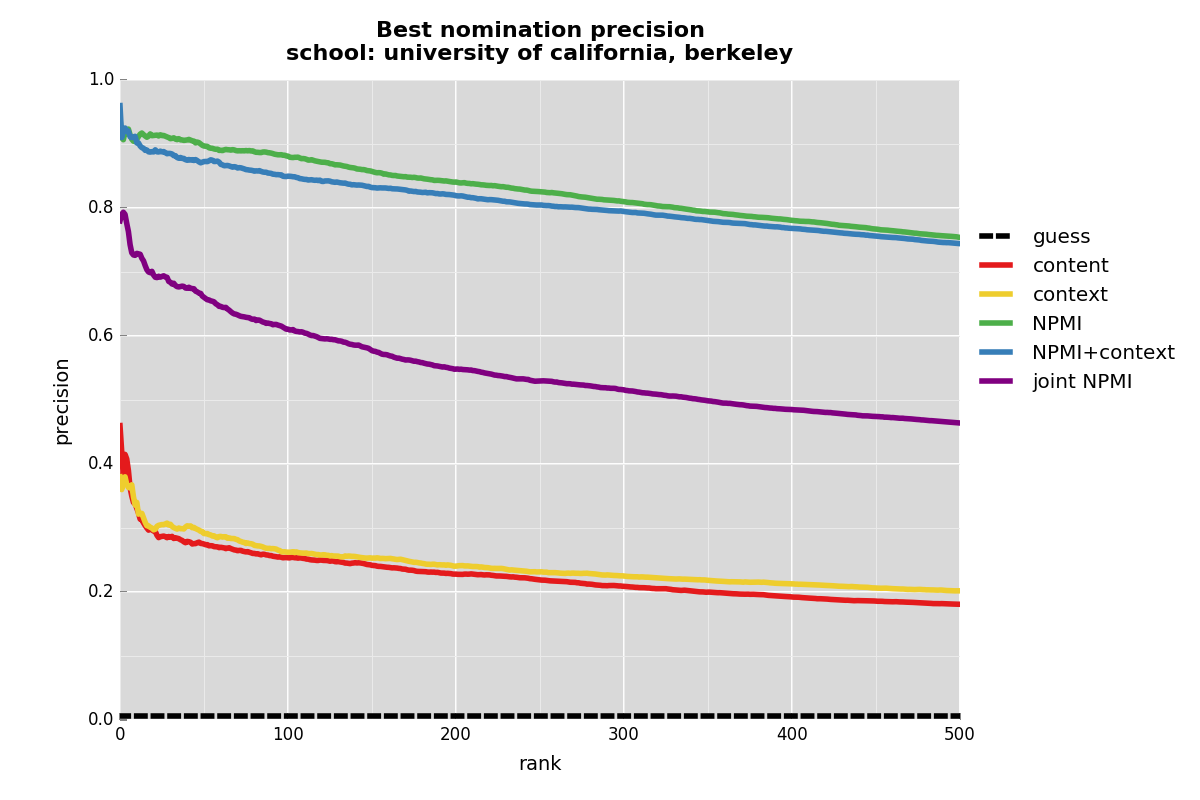 Best nomination precision
school: university of california, berkeley
precision
1.0
0.8
0.6
0.4
0.2
0.0
0 100 200 300 400 500
rank
guess
content
context
NPMI
NPMI+context
joint NPMI